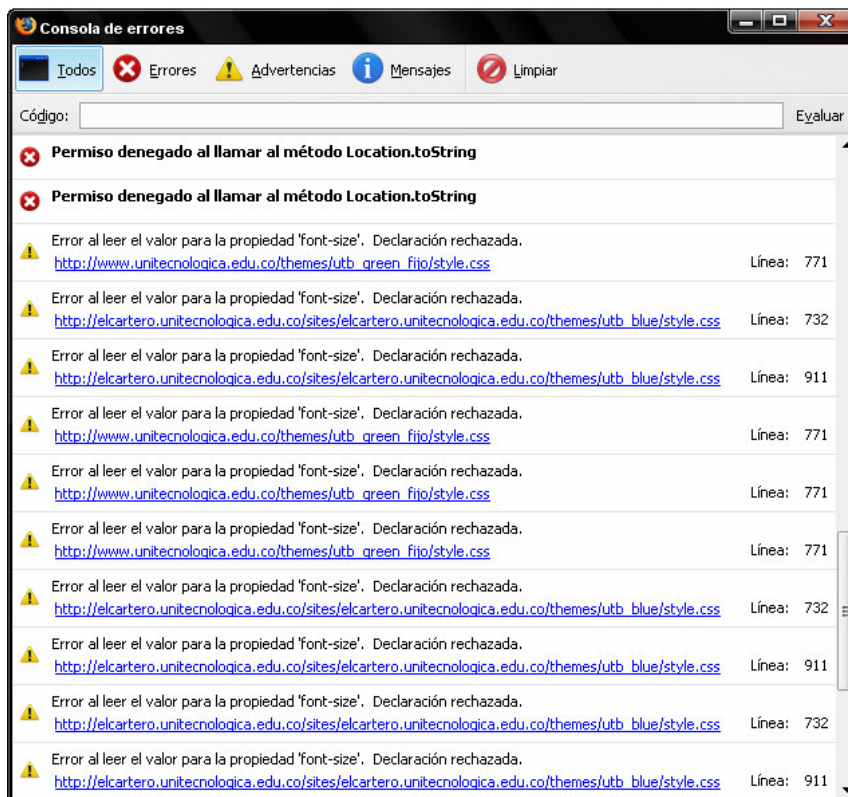 Consola de errores
Todos Errores Advertencias Mensajes Limpiar
Código: Evaluar
Permiso denegado al llamar al método Location.toString
Permiso denegado al llamar al método Location.toString
Error al leer el valor para la propiedad 'font-size'. Declaración rechazada.
http://www.unitecnologica.edu.co/themes/utb_green_fijo/style.css Línea: 771
Error al leer el valor para la propiedad 'font-size'. Declaración rechazada.
http://elcartero.unitecnologica.edu.co/sites/elcartero.unitecnologica.edu.co/themes/utb_blue/style.css Línea: 732
Error al leer el valor para la propiedad 'font-size'. Declaración rechazada.
http://elcartero.unitecnologica.edu.co/sites/elcartero.unitecnologica.edu.co/themes/utb_blue/style.css Línea: 911
Error al leer el valor para la propiedad 'font-size'. Declaración rechazada.
http://www.unitecnologica.edu.co/themes/utb_green_fijo/style.css Línea: 771
Error al leer el valor para la propiedad 'font-size'. Declaración rechazada.
http://www.unitecnologica.edu.co/themes/utb_green_fijo/style.css Línea: 771
Error al leer el valor para la propiedad 'font-size'. Declaración rechazada.
http://www.unitecnologica.edu.co/themes/utb_green_fijo/style.css Línea: 771
Error al leer el valor para la propiedad 'font-size'. Declaración rechazada.
http://elcartero.unitecnologica.edu.co/sites/elcartero.unitecnologica.edu.co/themes/utb_blue/style.css Línea: 732
Error al leer el valor para la propiedad 'font-size'. Declaración rechazada.
http://elcartero.unitecnologica.edu.co/sites/elcartero.unitecnologica.edu.co/themes/utb_blue/style.css Línea: 911
Error al leer el valor para la propiedad 'font-size'. Declaración rechazada.
http://elcartero.unitecnologica.edu.co/sites/elcartero.unitecnologica.edu.co/themes/utb_blue/style.css Línea: 732
Error al leer el valor para la propiedad 'font-size'. Declaración rechazada.
http://elcartero.unitecnologica.edu.co/sites/elcartero.unitecnologica.edu.co/themes/utb_blue/style.css Línea: 911